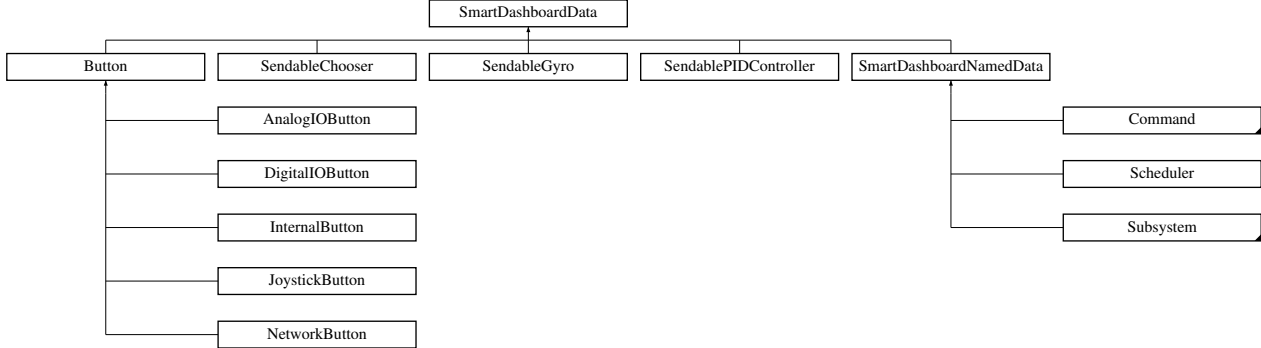 SmartDashboardData
Button SendableChooser SendableGyro SendablePIDController SmartDashboardNamedData
AnalogIOButton Command
DigitalIOButton Scheduler
InternalButton Subsystem
JoystickButton
NetworkButton